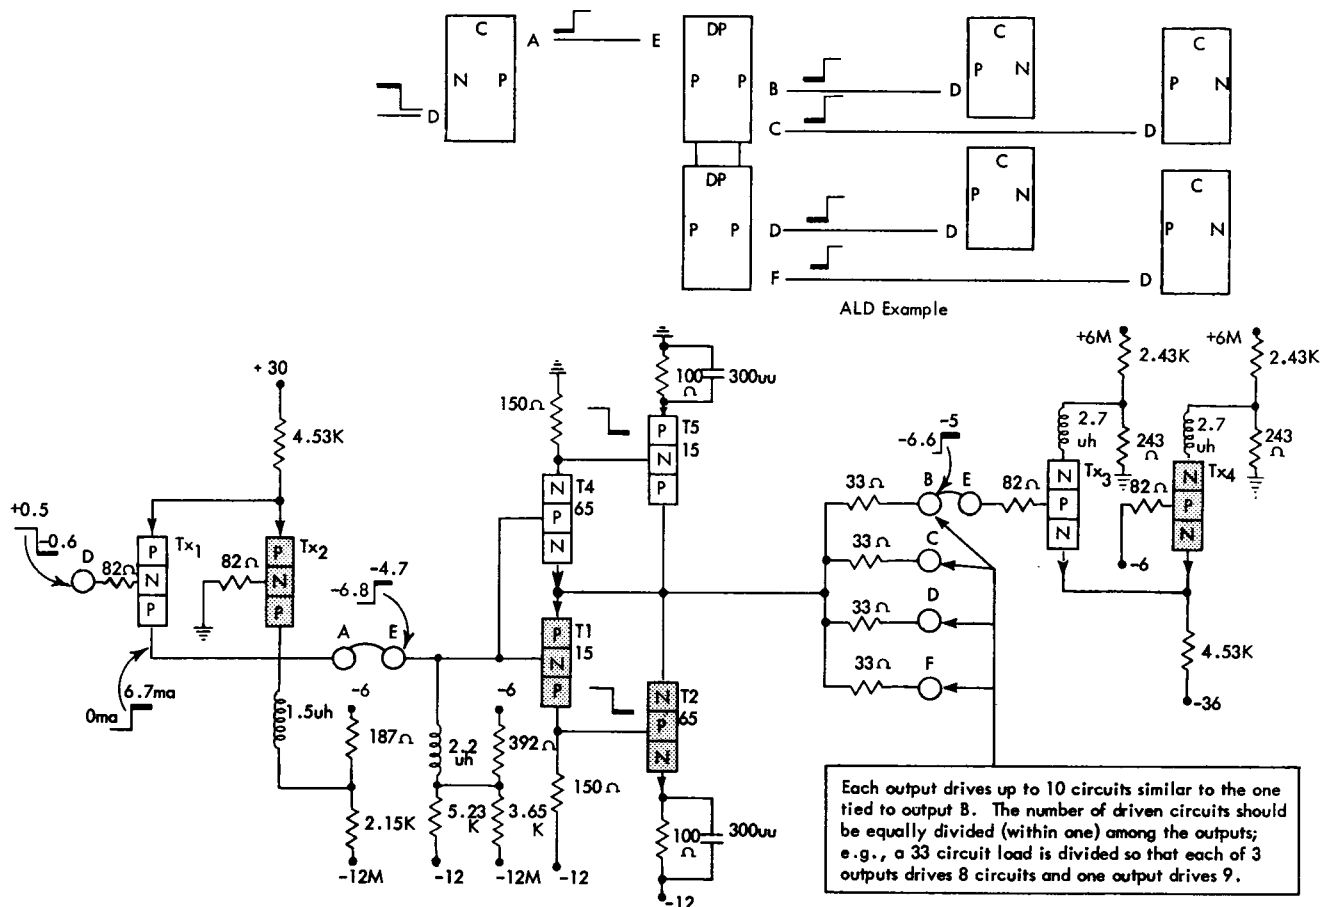 C
A
E
DP
C
C
N
P
P
P
P
N
P
N
D
B
D
C
D
DP
C
C
P
P
P
N
P
N
D
D
F
D
ALD Example
+30
4.53K
+0.5
-0.6
D
82Ω
P
N
P
Tx1
82Ω
P
N
P
Tx2
0ma
6.7ma
1.5uh
-6
187Ω
2.15K
-12M
-4.7
-6.8
A
E
2.2
uh
5.23
K
-12
-6
392Ω
3.65
K
-12M
150Ω
N
P
N
T4
65
P
N
P
T1
15
150Ω
-12
100
Ω
300uu
P
N
P
T5
15
N
P
N
T2
65
100
Ω
300uu
-12
-5
-6.6
33Ω
B
E
82Ω
33Ω
C
33Ω
D
33Ω
F
+6M
2.43K
2.7
uh
243
Ω
N
P
N
Tx3
+6M
2.43K
2.7
uh
243
Ω
82Ω
N
P
N
Tx4
-6
4.53K
-36
Each output drives up to 10 circuits similar to the one
tied to output B. The number of driven circuits should
be equally divided (within one) among the outputs;
e.g., a 33 circuit load is divided so that each of 3
outputs drives 8 circuits and one output drives 9.